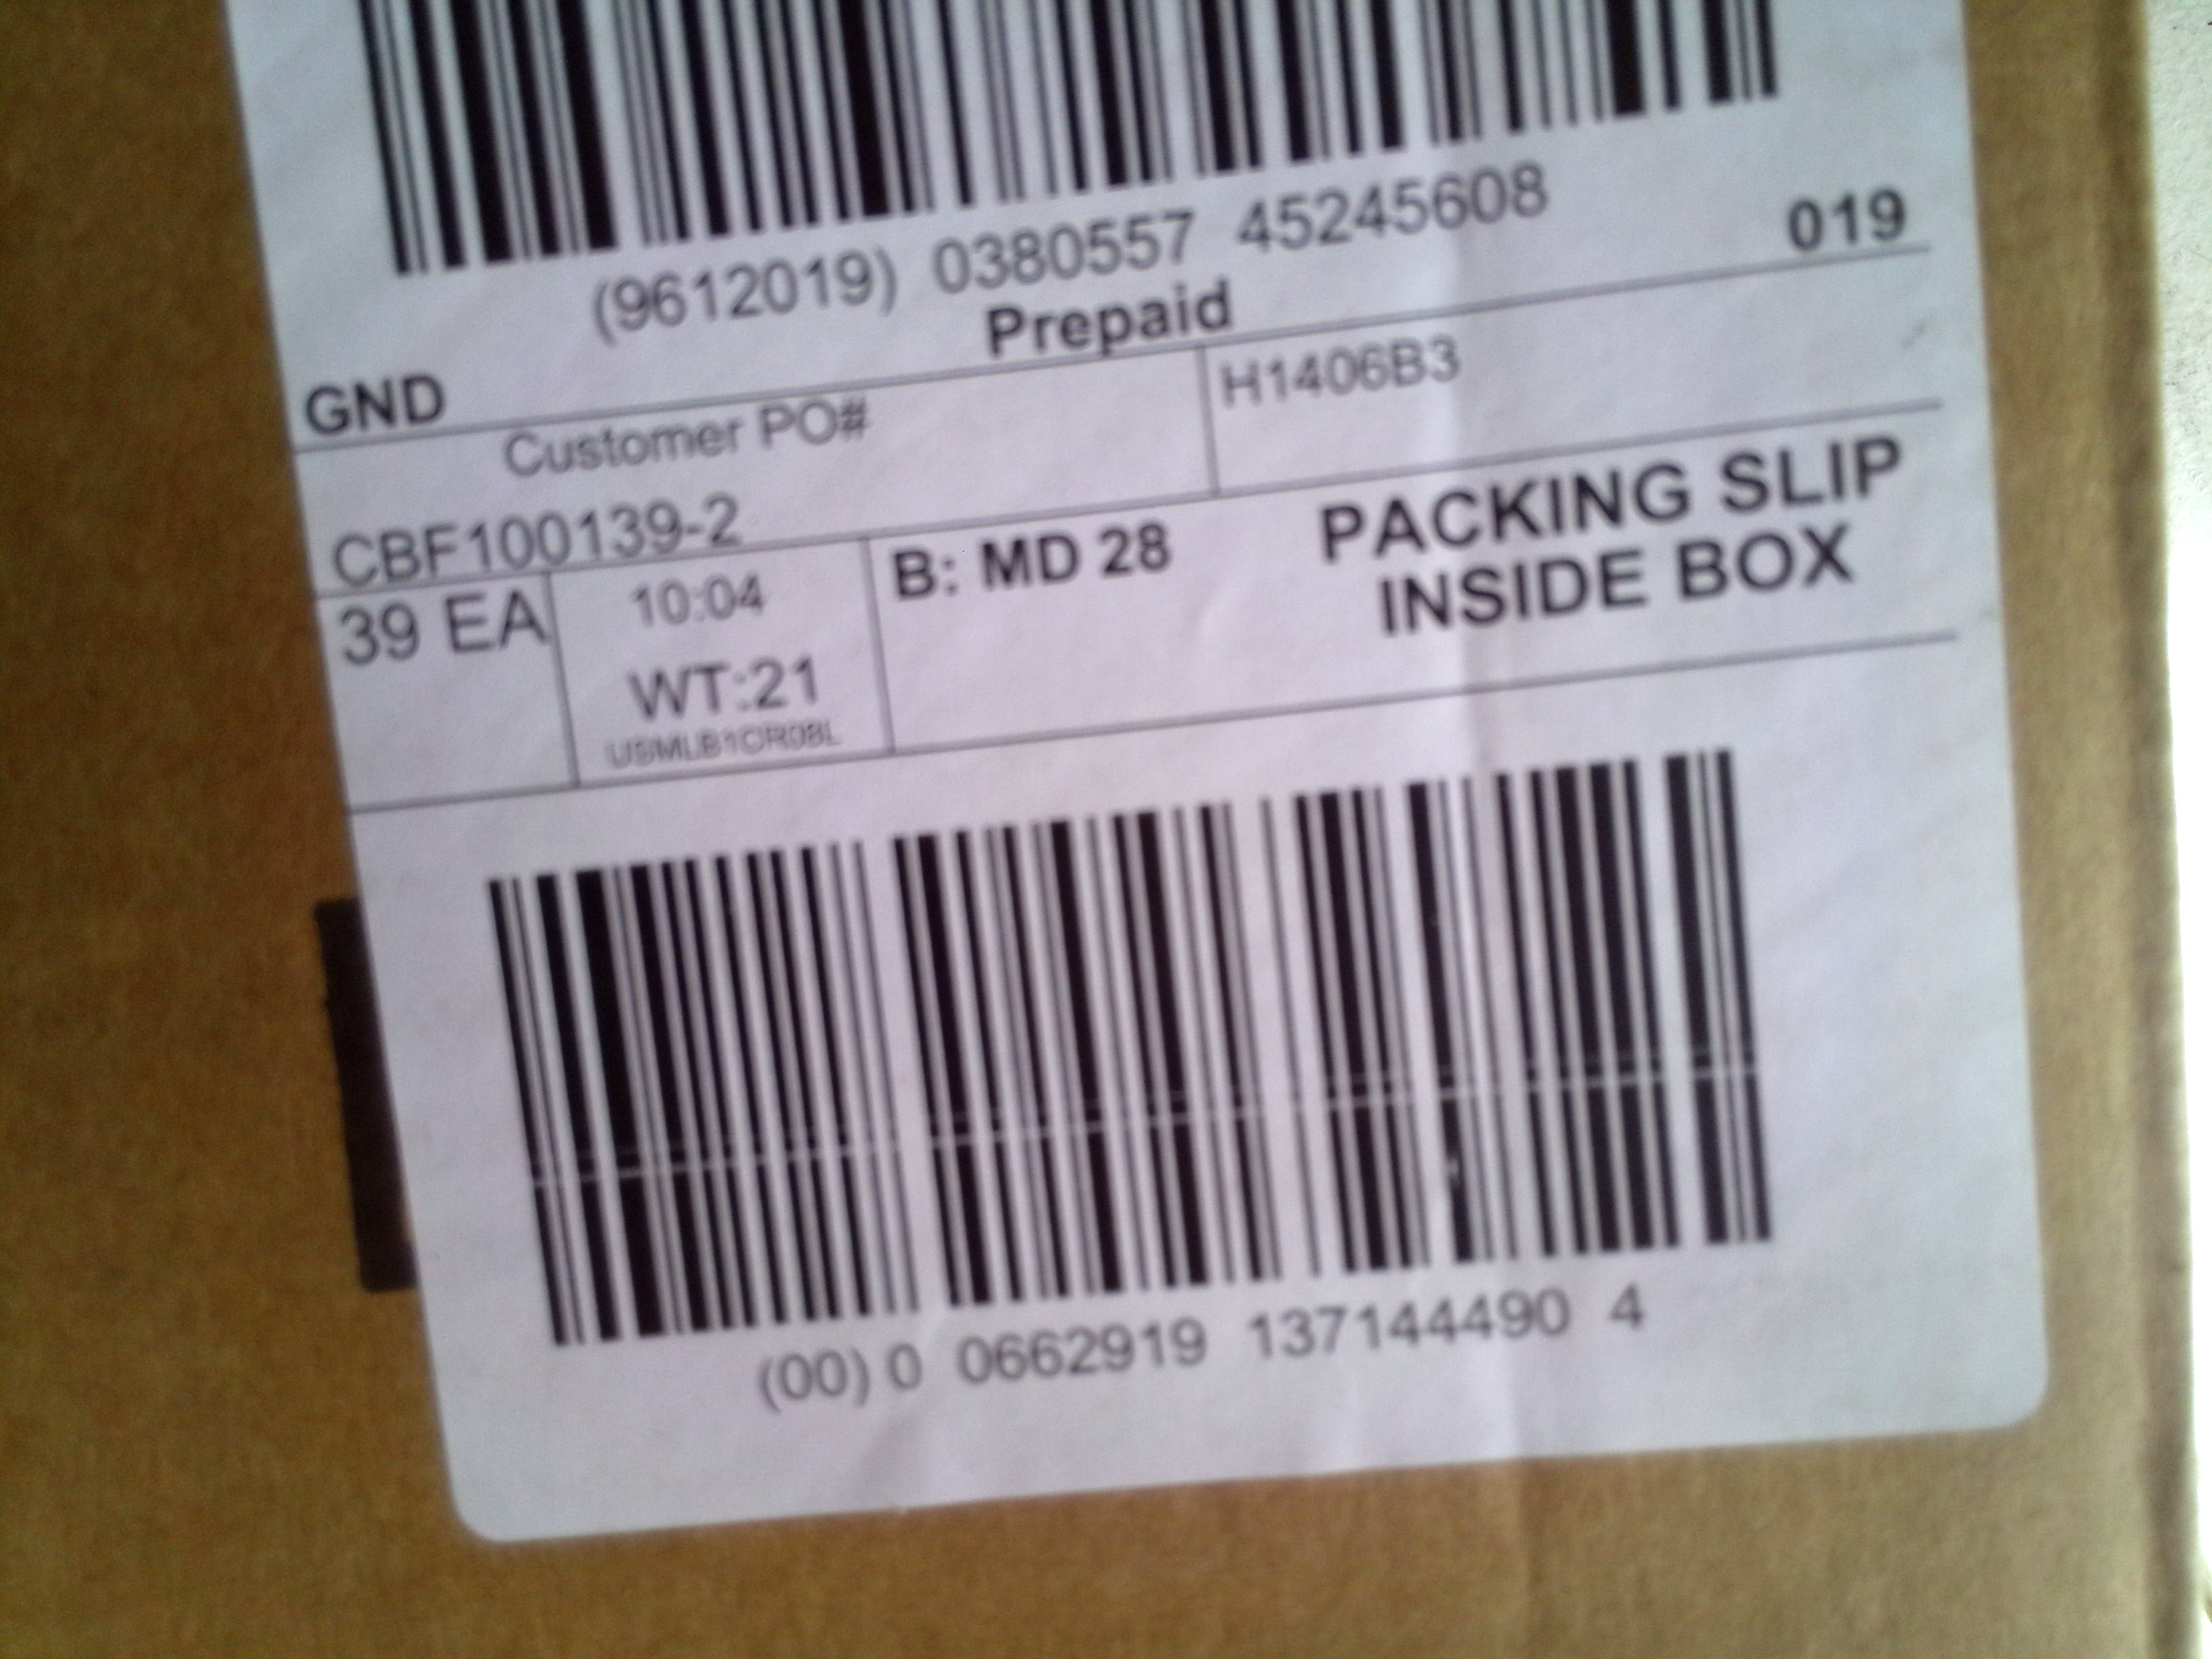 (9612019) 0380557 45245608
019
Prepaid
GND
Customer PO#
H1406B3
CBF100139-2
39 EA
10:04
B: MD 28
PACKING SLIP
INSIDE BOX
WT:21
(00) 0 0662919 137144490 4